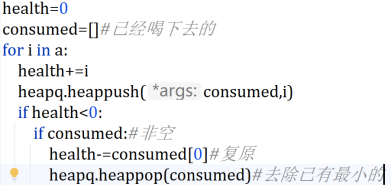 health=0
consumed=[]#已经喝下去的
for i in a:
    health+=i
    heapq.heappush( *args: consumed,i)
    if health<0:
        if consumed:#非空
            health-=consumed[0]#复原
            heapq.heappop(consumed)#去除已有最小的